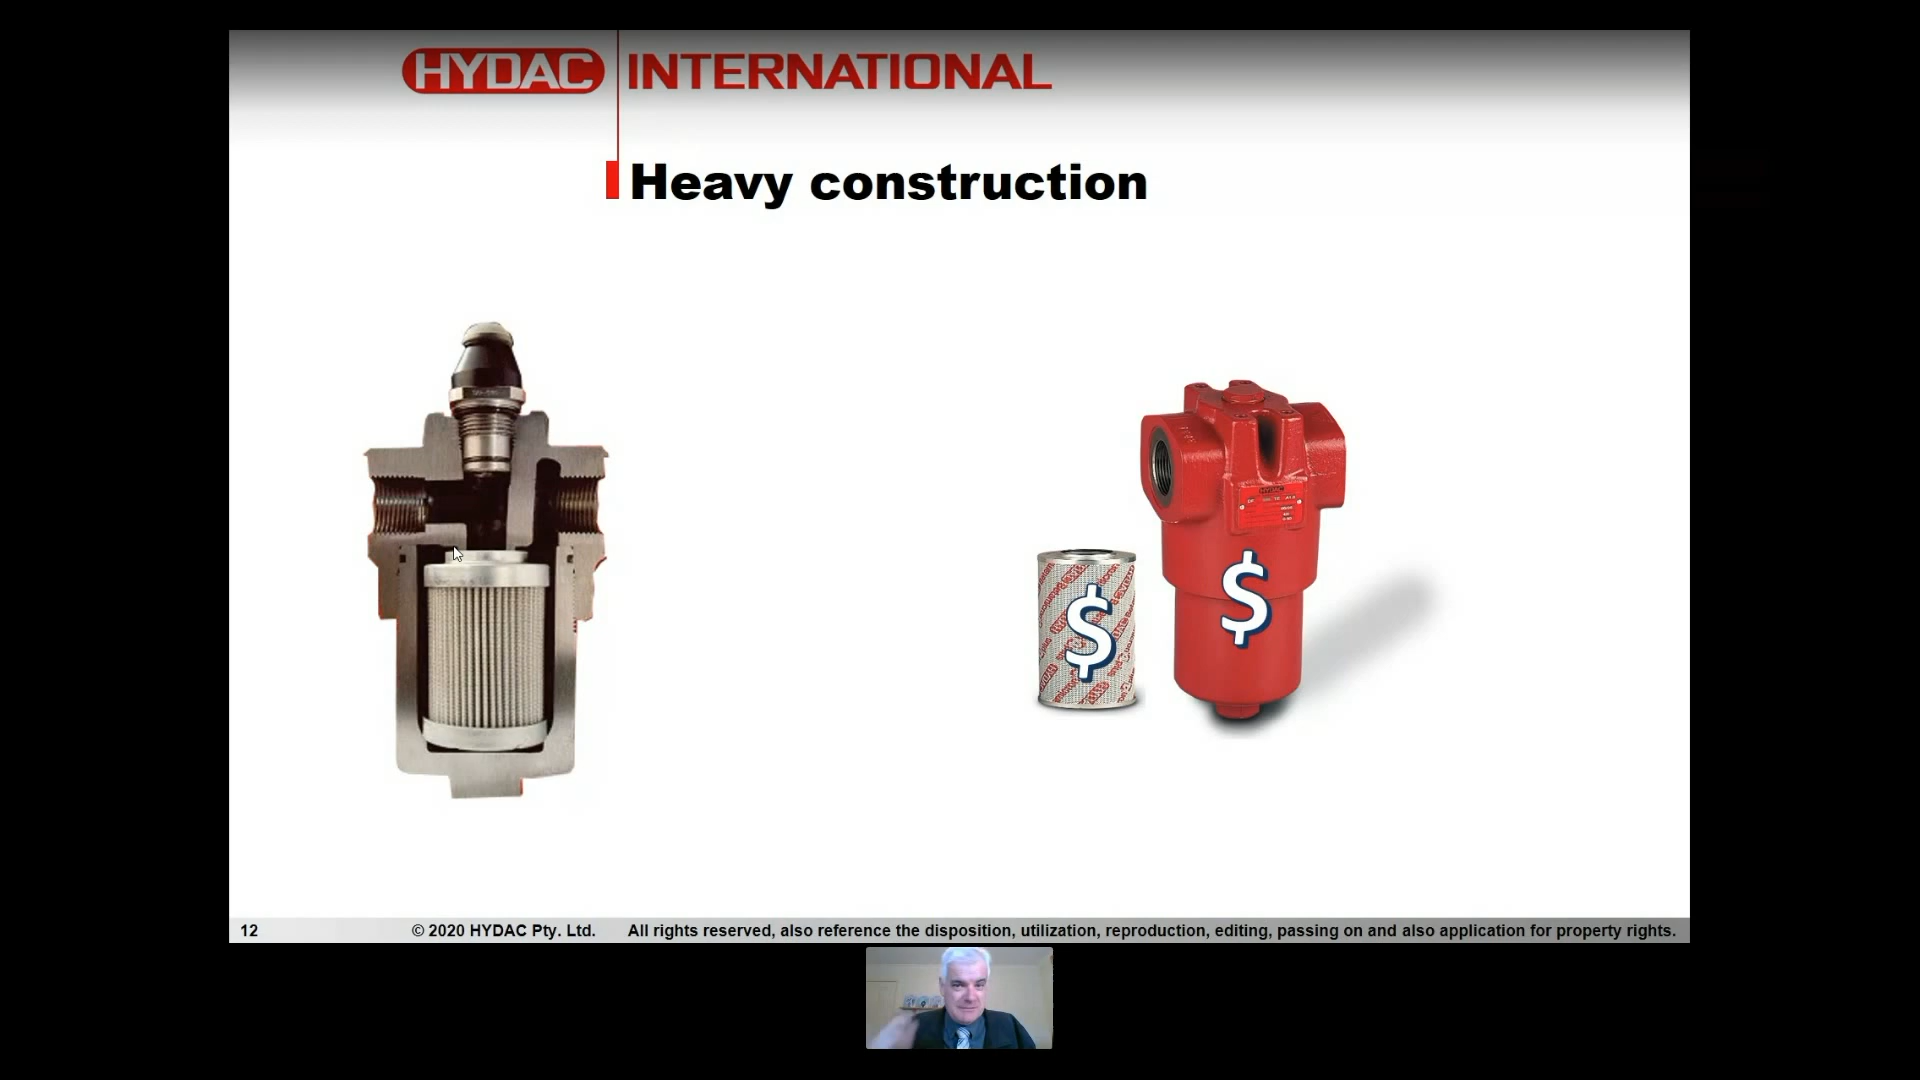 HYDAC INTERNATIONAL
Heavy construction
$
$
HYDAC
12 © 2020 HYDAC Pty. Ltd. All rights reserved, also reference the disposition, utilization, reproduction, editing, passing on and also application for property rights.